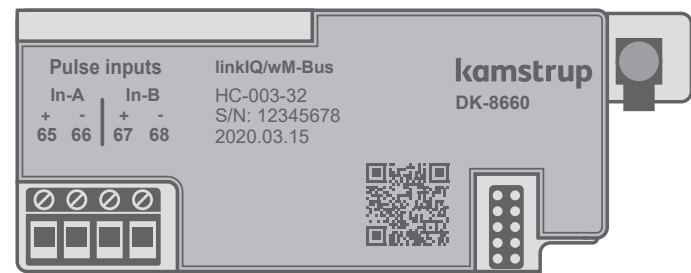 Pulse inputs
In-A In-B
+ - + -
65 66 67 68
linkIQ/wM-Bus
HC-003-32
S/N: 12345678
2020.03.15
kamstrup
DK-8660